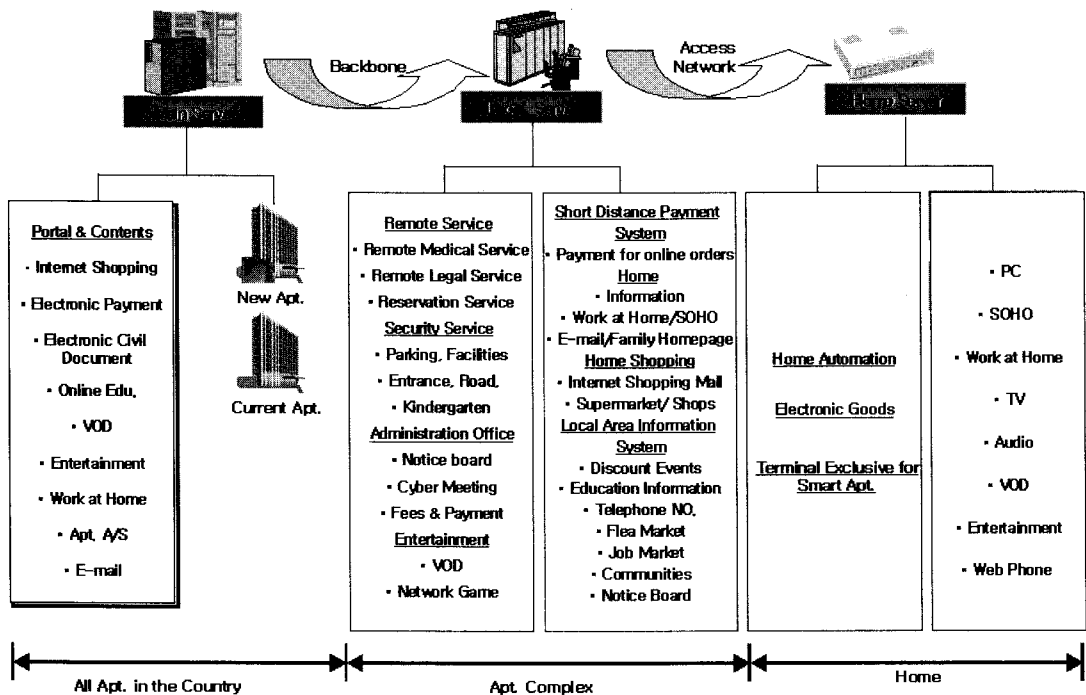 Backbone
Access
Network
Portal & Contents
▪ Internet Shopping
▪ Electronic Payment
▪ Electronic Civil
Document
▪ Online Edu,
▪ VOD
▪ Entertainment
▪ Work at Home
▪ Apt, A/S
▪ E-mail
New Apt.
Current Apt.
Remote Service
▪ Remote Medical Service
▪ Remote Legal Service
▪ Reservation Service
Security Service
▪ Parking, Facilities
▪ Entrance, Road,
▪ Kindergarten
Administration Office
▪ Notice board
▪ Cyber Meeting
▪ Fees & Payment
Entertainment
▪ VOD
▪ Network Game
Short Distance Payment
System
▪ Payment for online orders
Home
▪ Information
▪ Work at Home/SOHO
▪ E-mail/Family Homepage
Home Shopping
▪ Internet Shopping Mall
▪ Supermarket/ Shops
Local Area Information
System
▪ Discount Events
▪ Education Information
▪ Telephone NO,
▪ Flea Market
▪ Job Market
▪ Communities
▪ Notice Board
Home Automation
Electronic Goods
Terminal Exclusive for
Smart Apt.
▪ PC
▪ SOHO
▪ Work at Home
▪ TV
▪ Audio
▪ VOD
▪ Entertainment
▪ Web Phone
All Apt. in the Country
Apt. Complex
Home